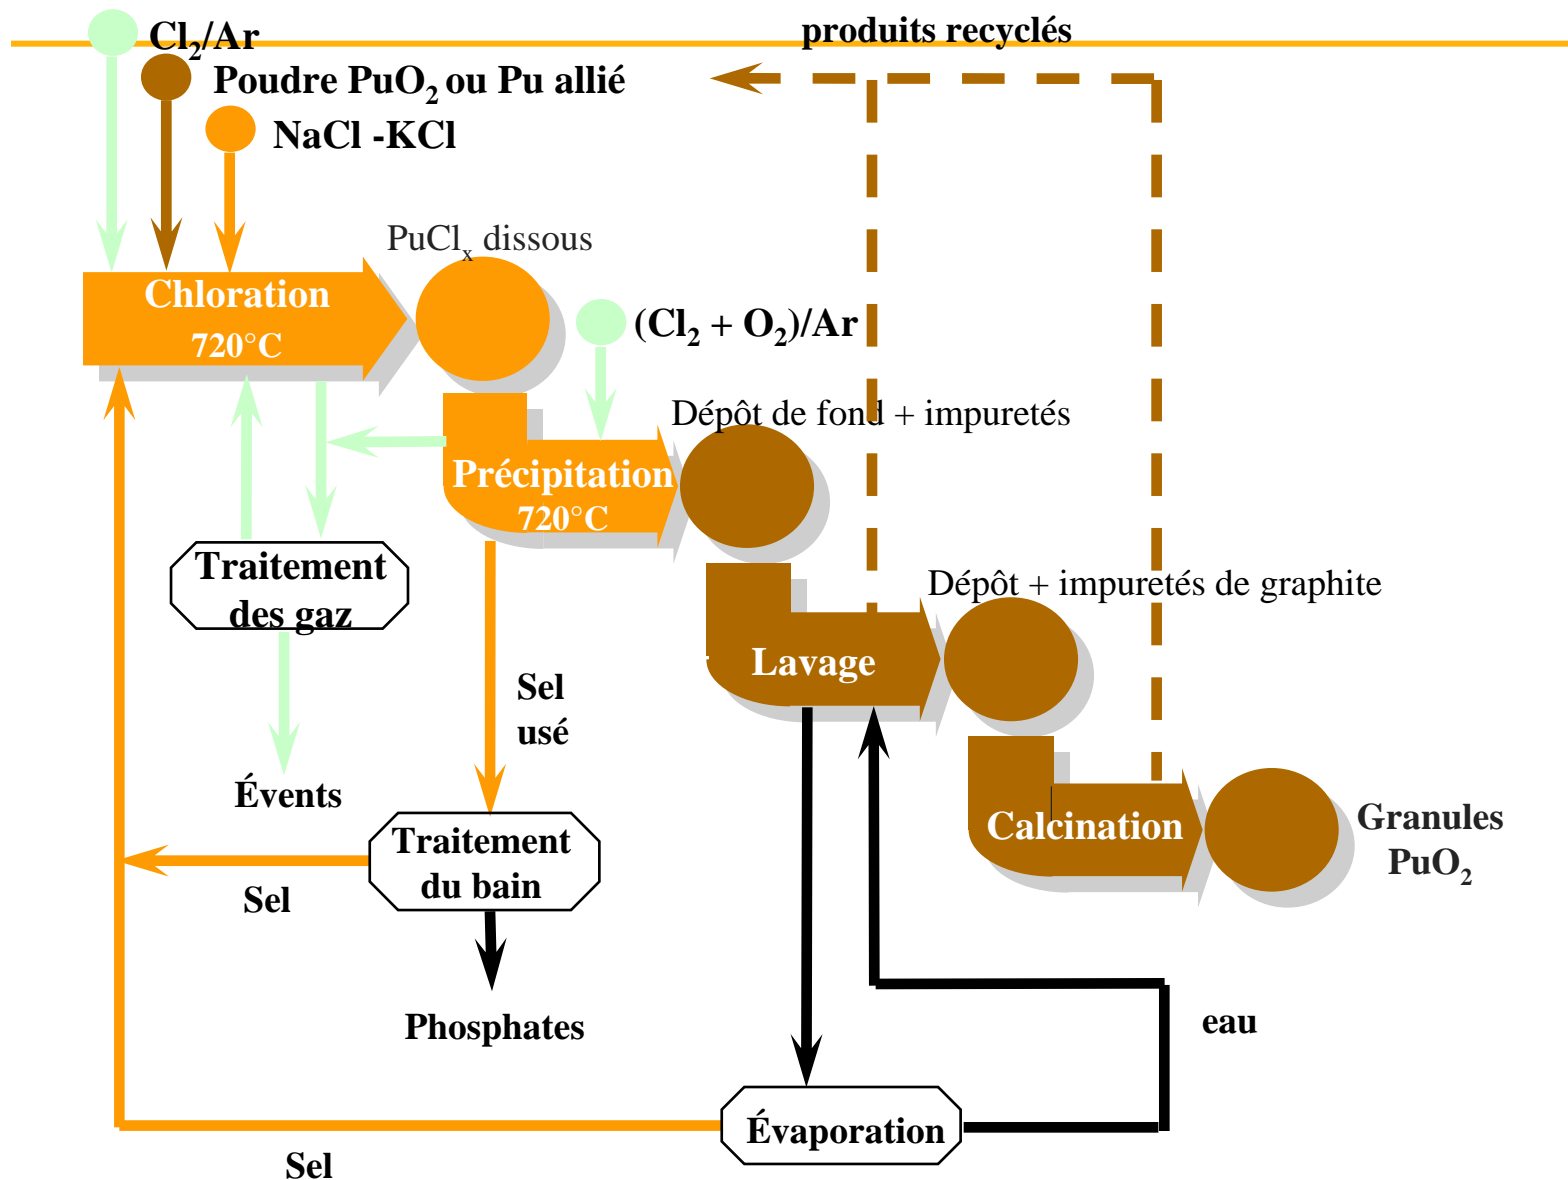 produits recyclés
Cl₂/Ar
Poudre PuO₂ ou Pu allié
NaCl -KCl
PuClₓ dissous
Chloration
720°C
(Cl₂ + O₂)/Ar
Dépôt de fond + impuretés
Précipitation
720°C
Traitement
des gaz
Dépôt + impuretés de graphite
Lavage
Sel
usé
Évents
Calcination
Granules
PuO₂
Traitement
du bain
Sel
Phosphates
eau
Évaporation
Sel